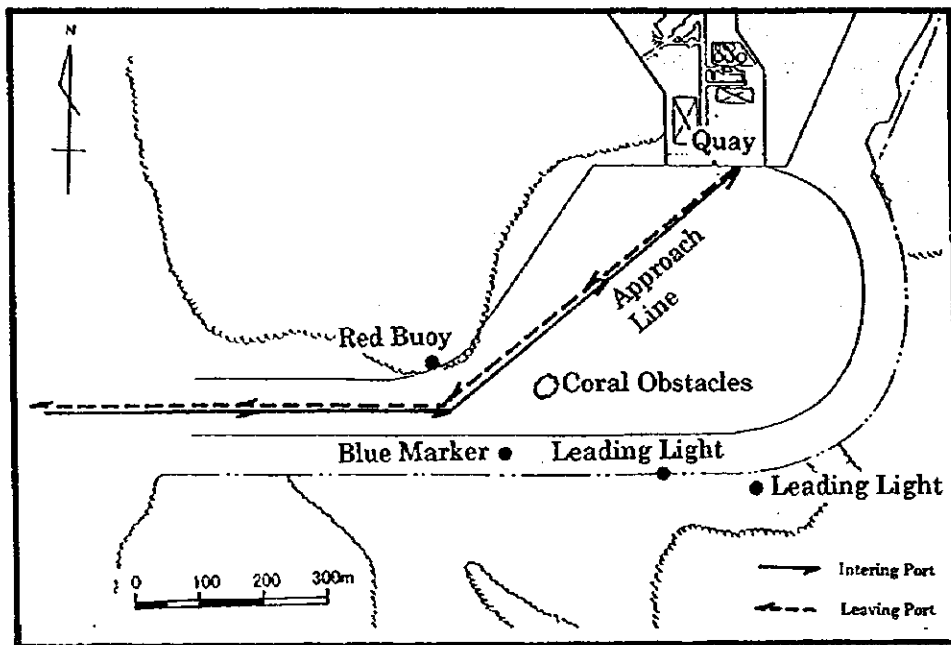 N
Quay
Approach
Line
Red Buoy
Coral Obstacles
Blue Marker
Leading Light
Leading Light
0 100 200 300m
Intering Port
Leaving Port